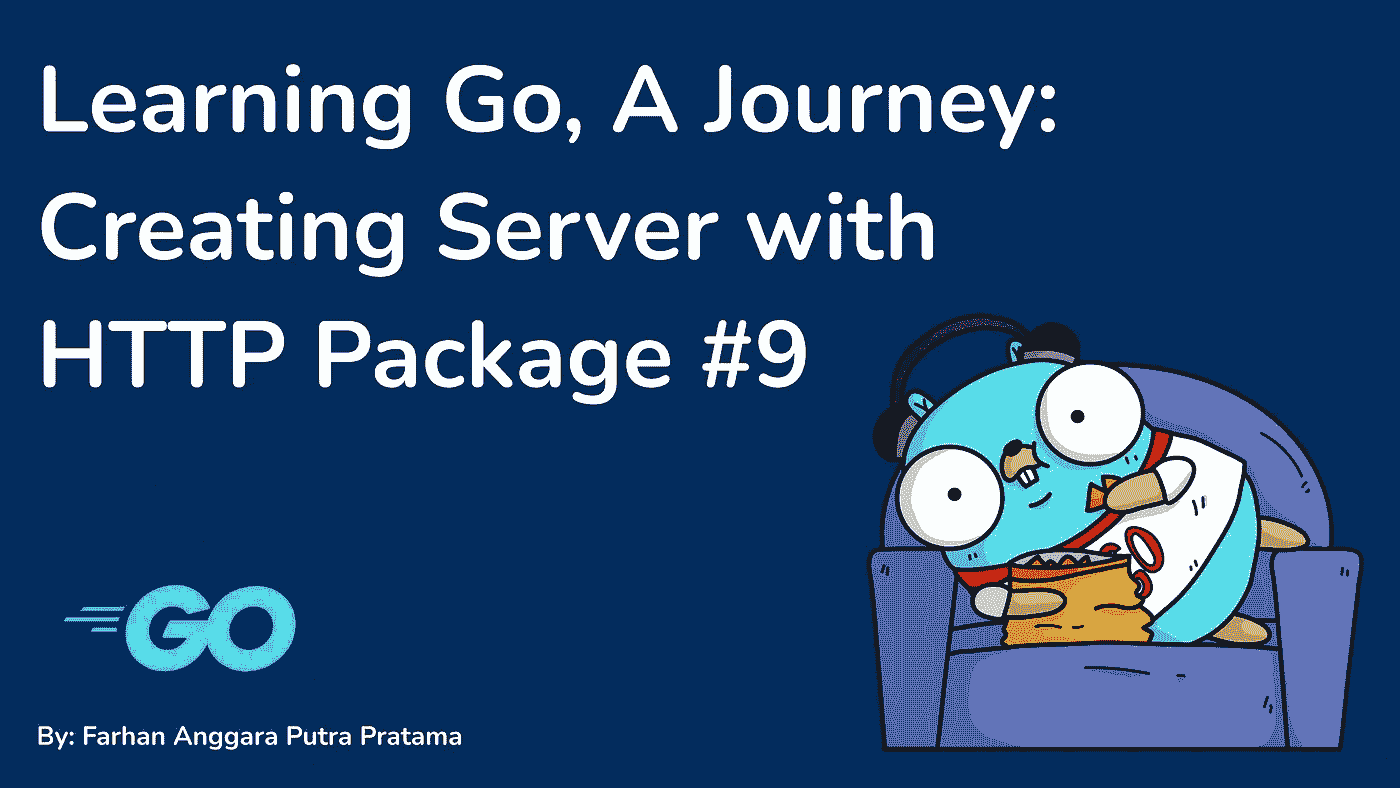 Learning Go, A Journey:
Creating Server with
HTTP Package #9
GO
By: Farhan Anggara Putra Pratama